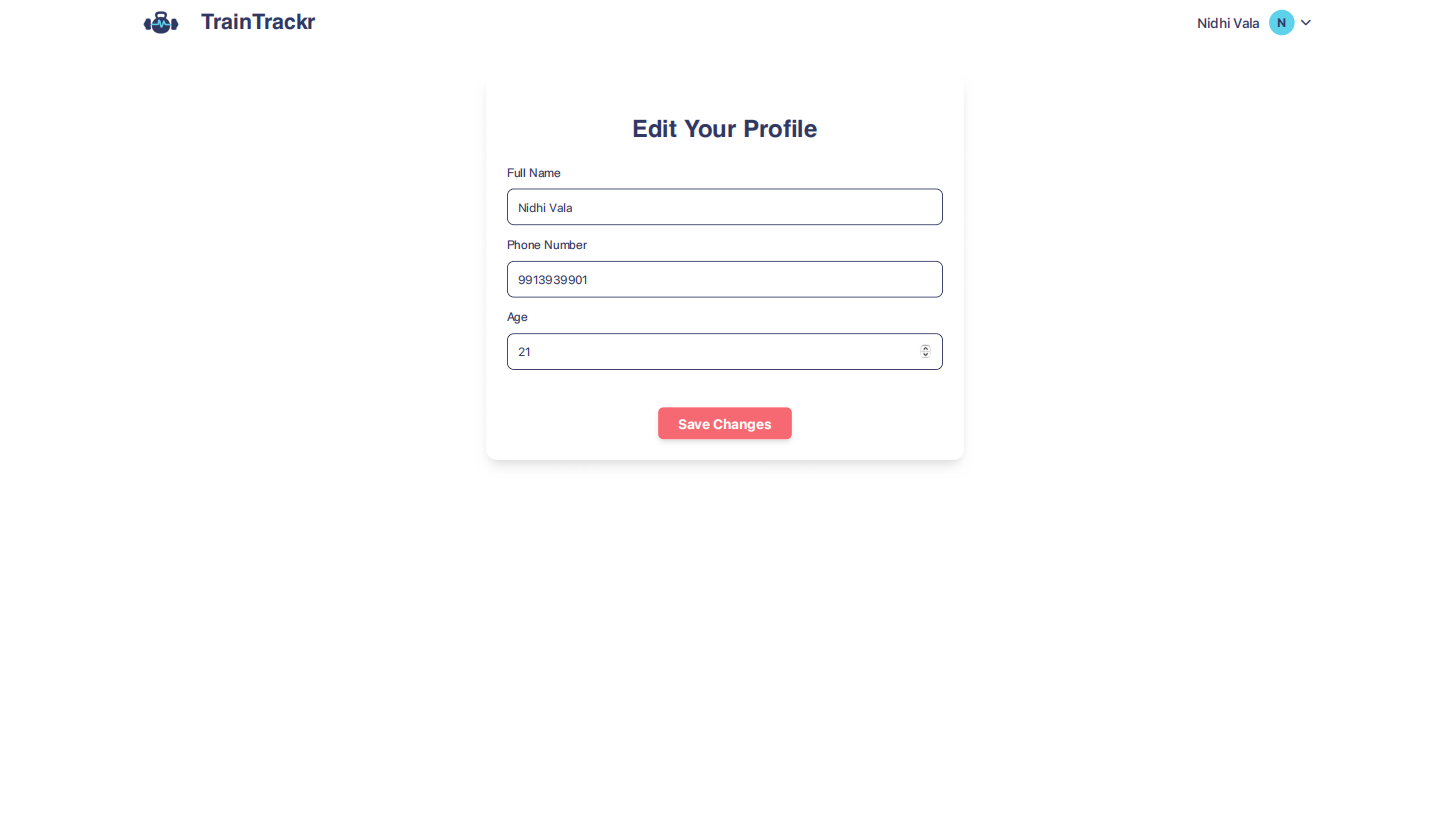 TrainTrackr
Nidhi Vala N
Edit Your Profile
Full Name
Nidhi Vala
Phone Number
9913939901
Age
21
Save Changes